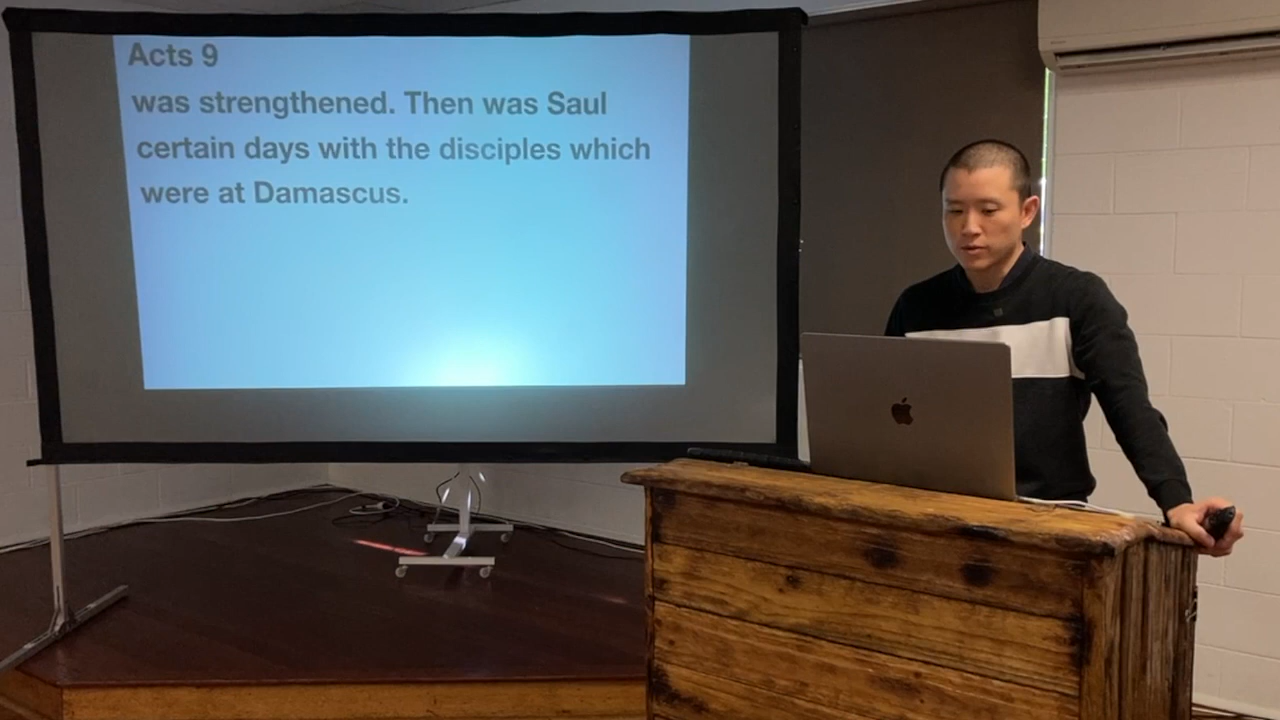 Acts 9
was strengthened. Then was Saul
certain days with the disciples which
were at Damascus.